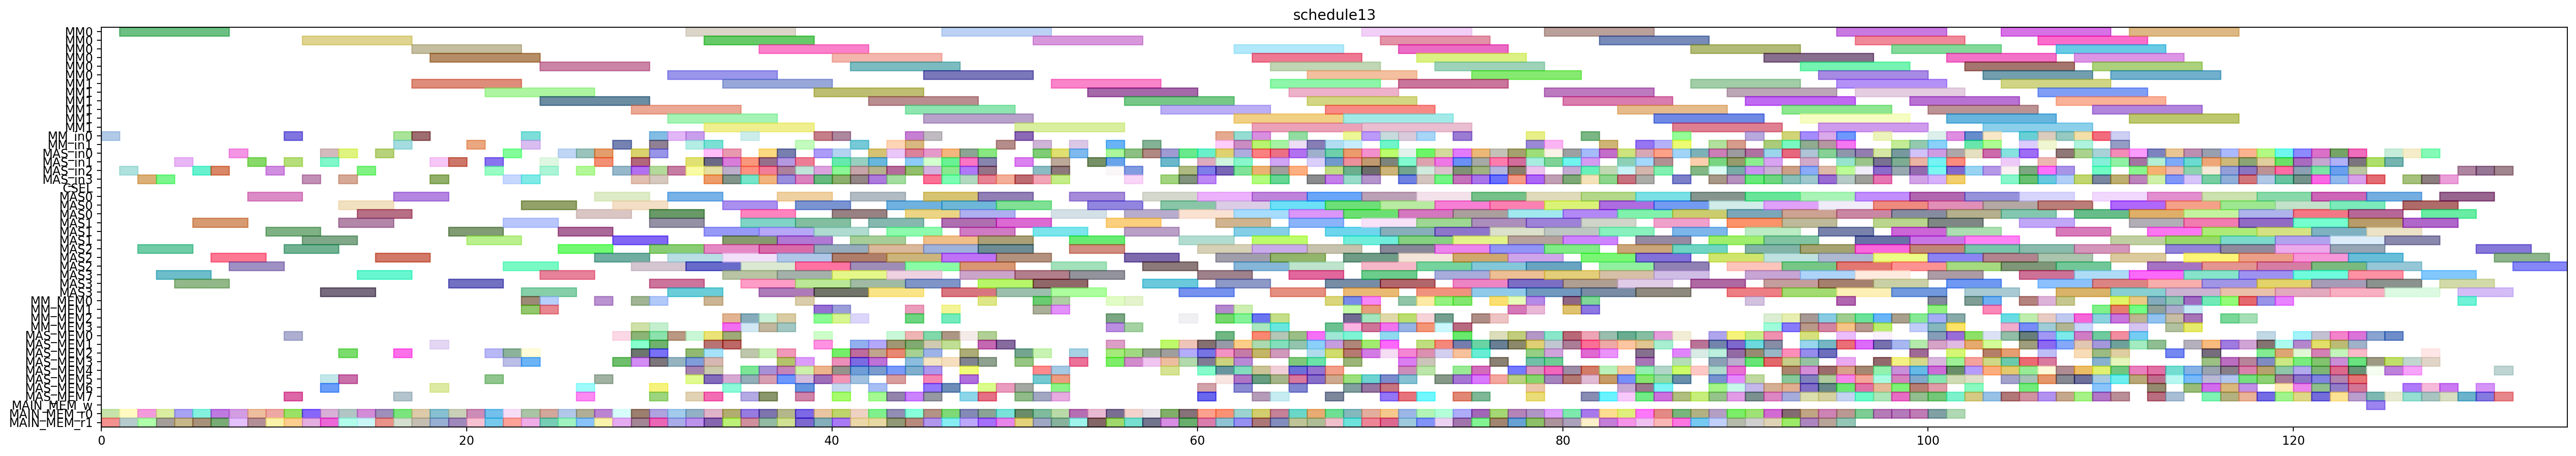 schedule13
MM0
MM0
MM0
MM0
MM0
MM0
MM1
MM1
MM1
MM1
MM1
MM1
MM_in0
MM_in1
MAS_in0
MAS_in1
MAS_in2
MAS_in3
CSEL
MAS0
MAS0
MAS0
MAS1
MAS1
MAS1
MAS2
MAS2
MAS2
MAS3
MAS3
MAS3
MM_MEM0
MM_MEM1
MM_MEM2
MM_MEM3
MAS_MEM0
MAS_MEM1
MAS_MEM2
MAS_MEM3
MAS_MEM4
MAS_MEM5
MAS_MEM6
MAS_MEM7
MAIN_MEM_w
MAIN_MEM_r0
MAIN_MEM_r1
0 20 40 60 80 100 120